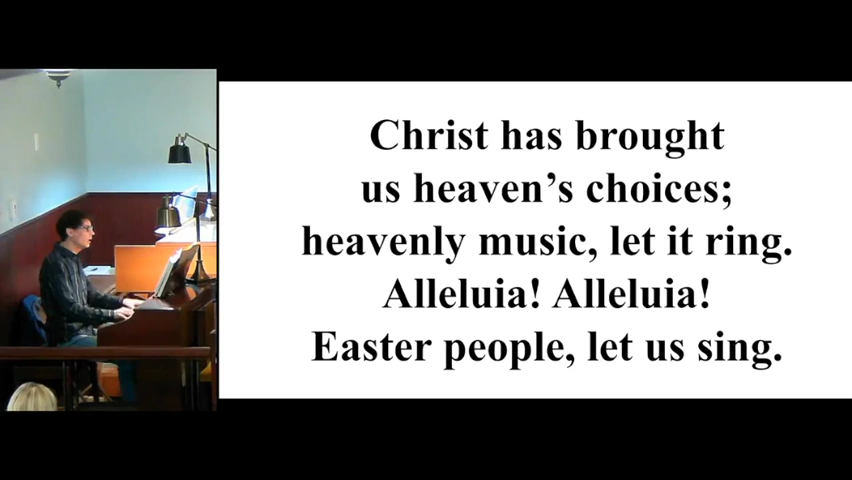 Christ has brought
us heaven’s choices;
heavenly music, let it ring.
Alleluia! Alleluia!
Easter people, let us sing.